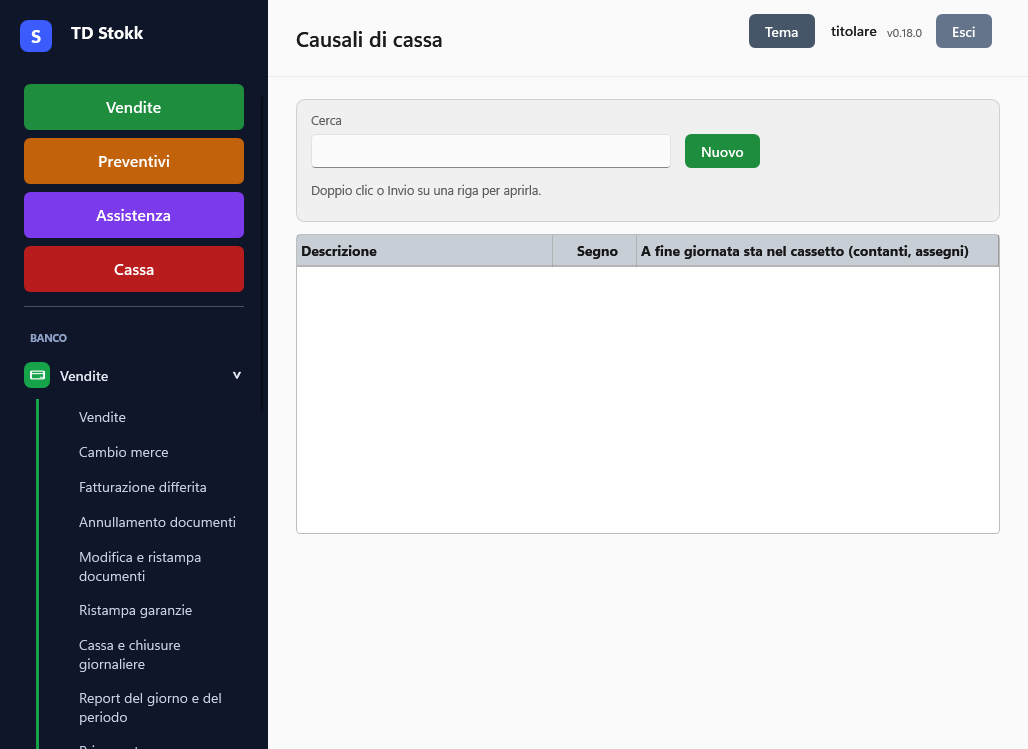 S
TD Stokk
Vendite
Preventivi
Assistenza
Cassa
BANCO
Vendite
Vendite
Cambio merce
Fatturazione differita
Annullamento documenti
Modifica e ristampa
documenti
Ristampa garanzie
Cassa e chiusure
giornaliere
Report del giorno e del
periodo
Causali di cassa
Tema
titolare
v0.18.0
Esci
Cerca
Nuovo
Doppio clic o Invio su una riga per aprirla.
Descrizione
Segno
A fine giornata sta nel cassetto (contanti, assegni)